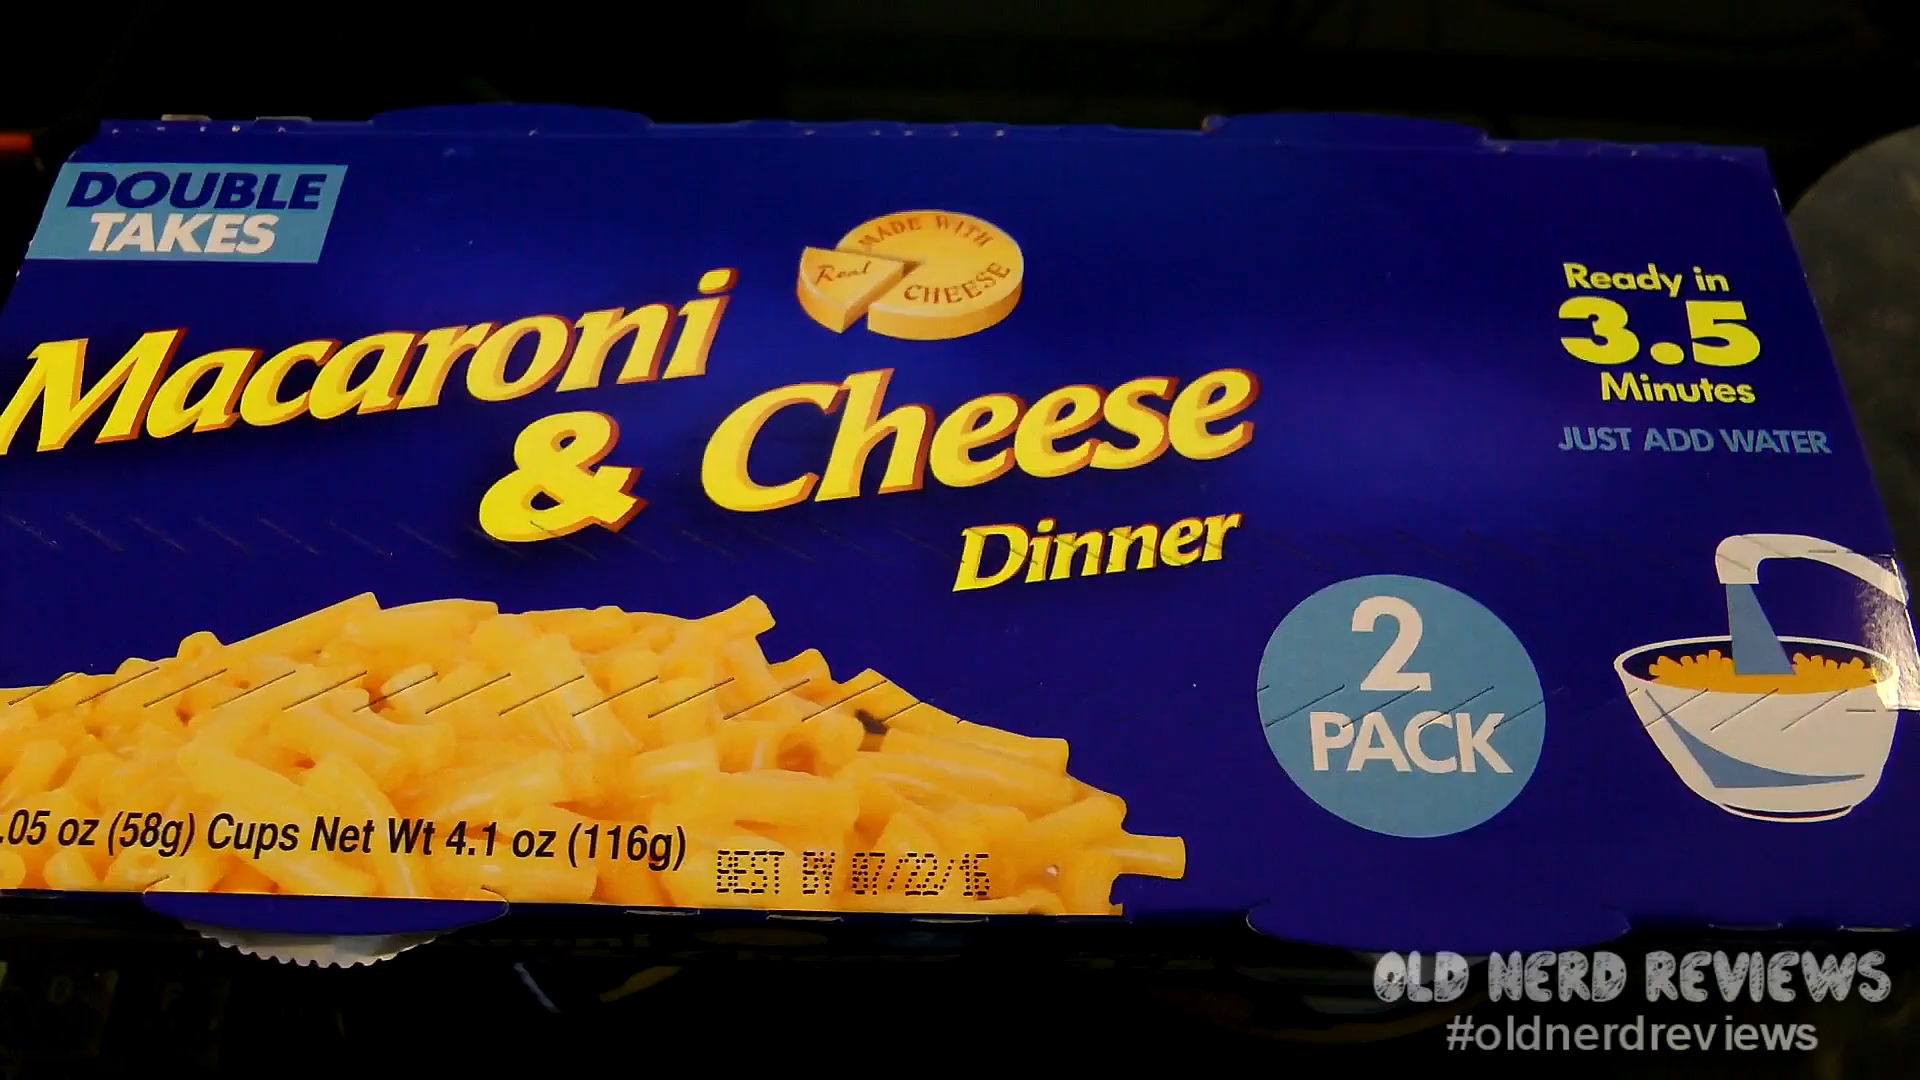 DOUBLE
TAKES
MADE WITH
Real
CHEESE
Macaroni
& Cheese
Dinner
Ready in
3.5
Minutes
JUST ADD WATER
2
PACK
.05 oz (58g) Cups Net Wt 4.1 oz (116g)
BEST BY 07/22/16
OLD NERD REVIEWS
#oldnerdreviews